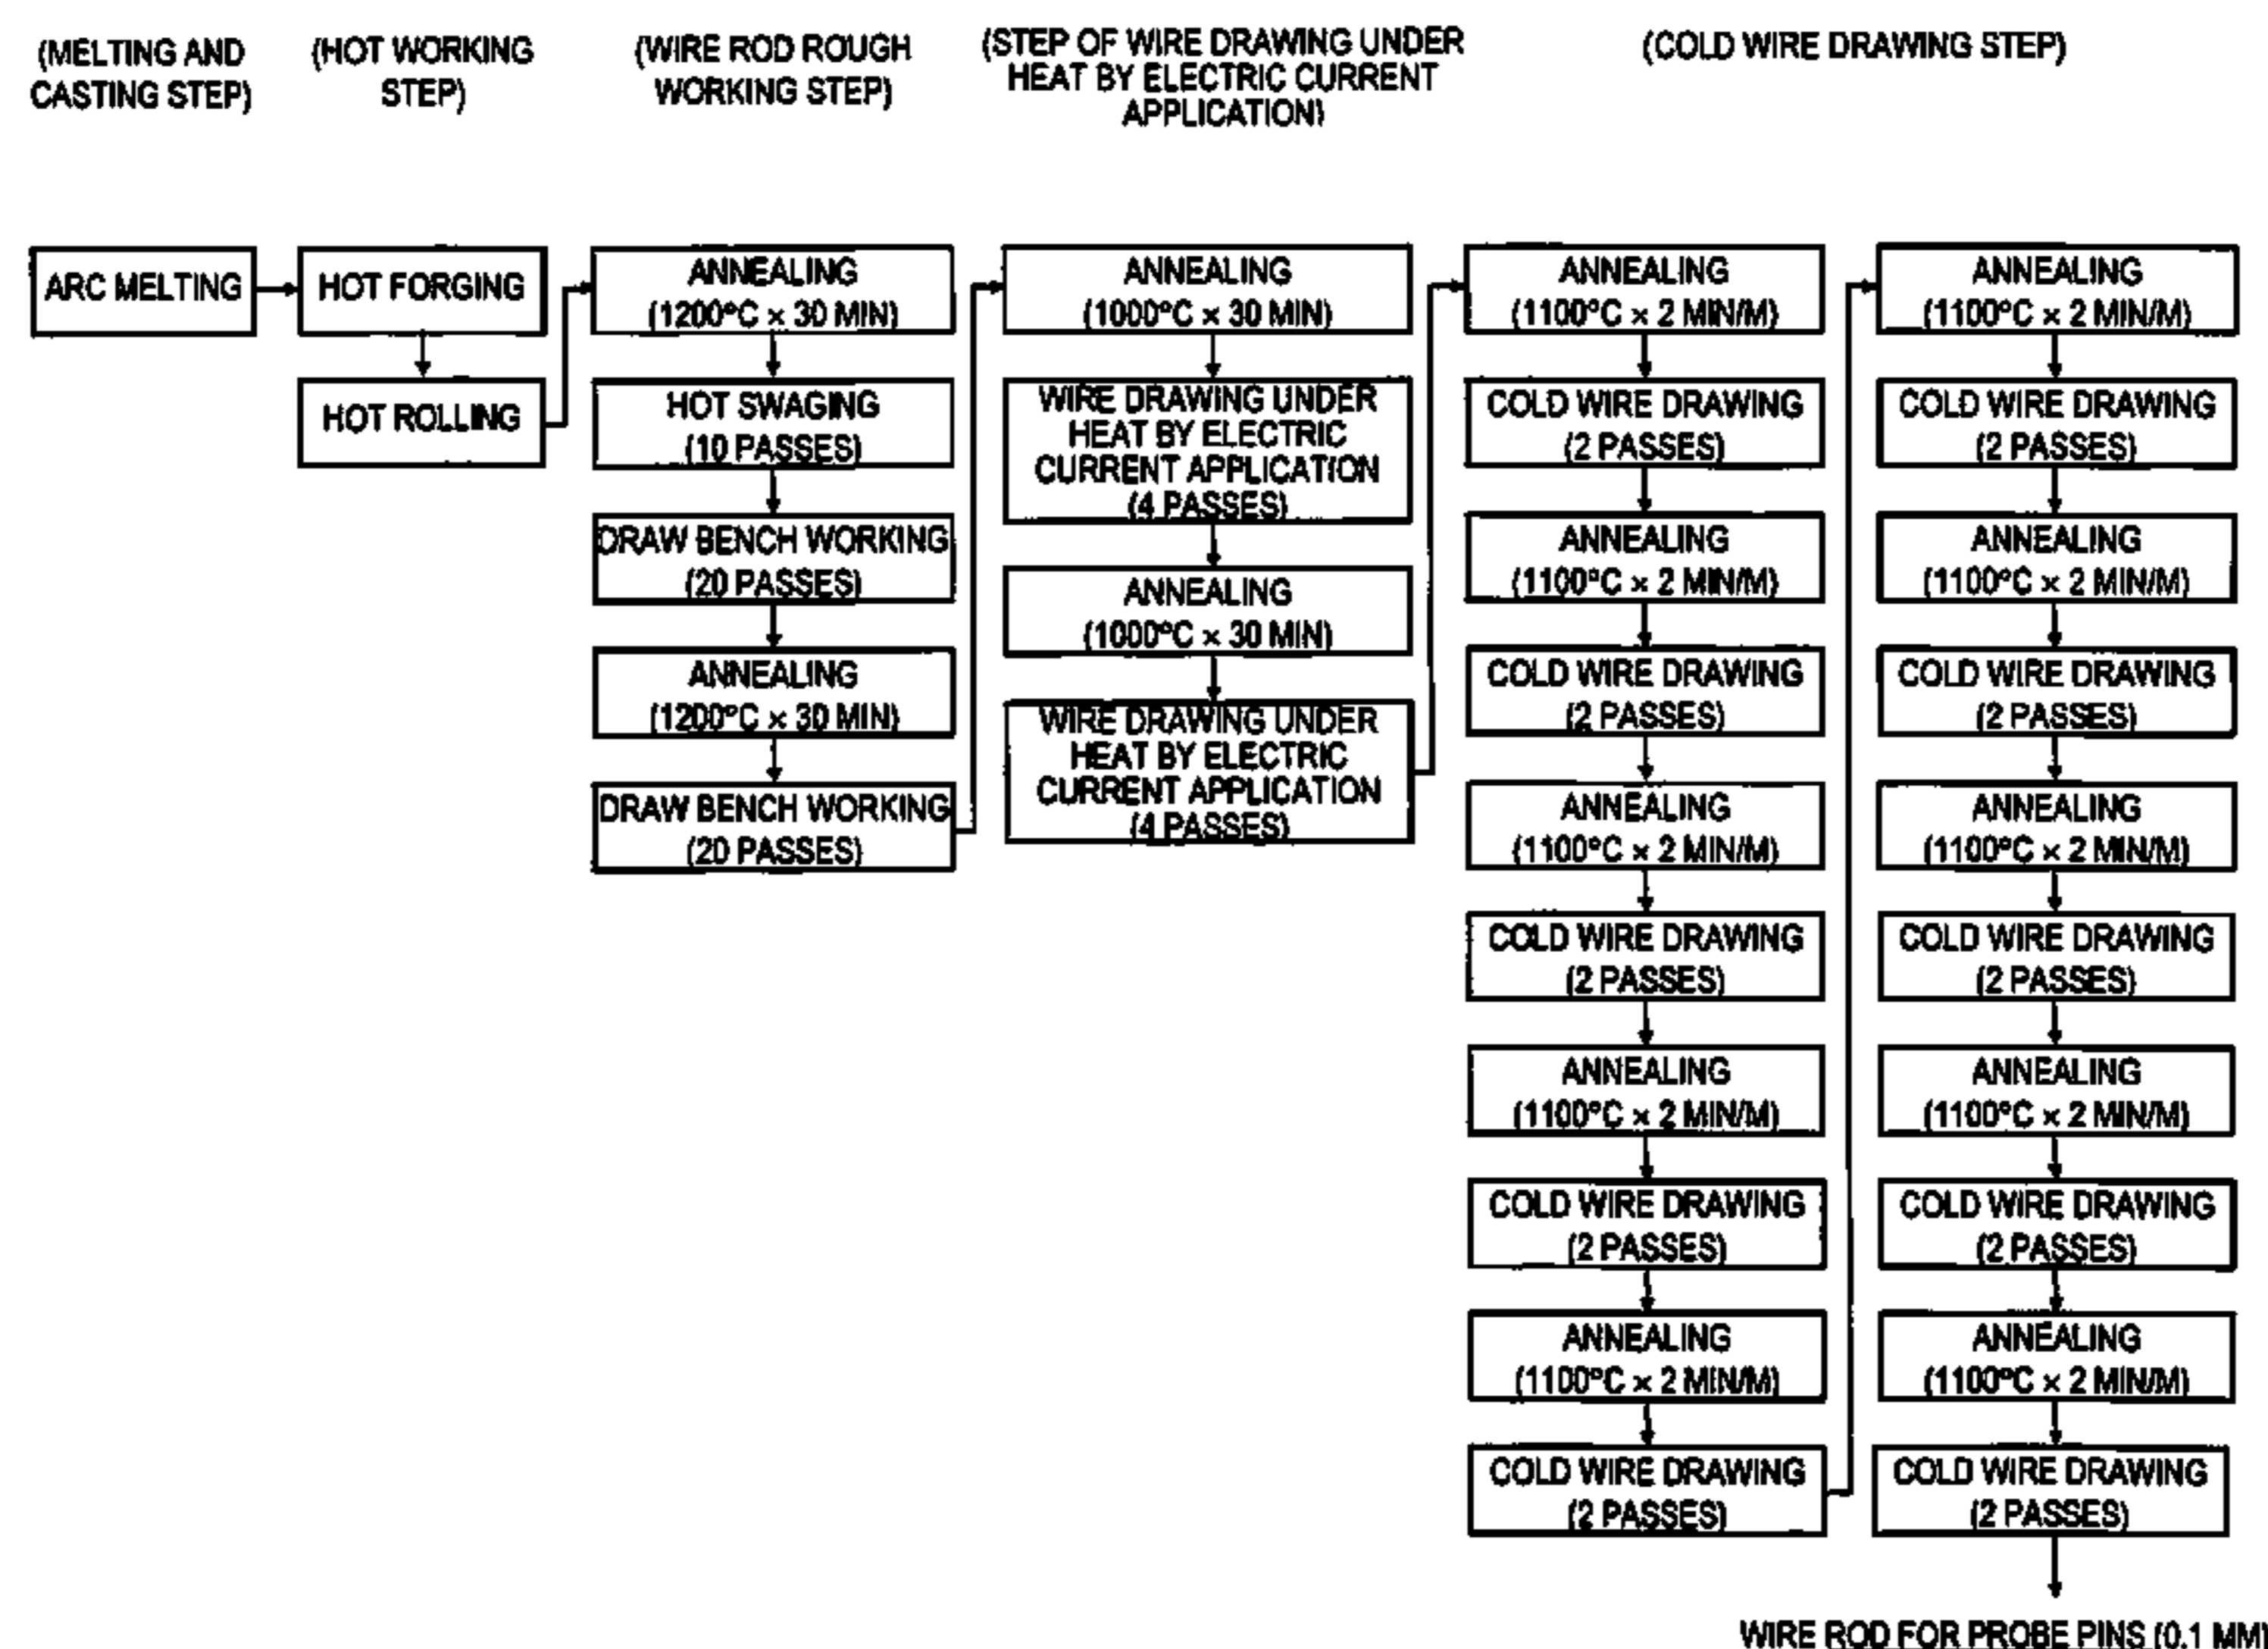 (MELTING AND
CASTING STEP)
(HOT WORKING
STEP)
(WIRE ROD ROUGH
WORKING STEP)
(STEP OF WIRE DRAWING UNDER
HEAT BY ELECTRIC CURRENT
APPLICATION)
(COLD WIRE DRAWING STEP)
ARC MELTING
HOT FORGING
HOT ROLLING
ANNEALING
(1200°C × 30 MIN)
HOT SWAGING
(10 PASSES)
DRAW BENCH WORKING
(20 PASSES)
ANNEALING
(1200°C × 30 MIN)
DRAW BENCH WORKING
(20 PASSES)
ANNEALING
(1000°C × 30 MIN)
WIRE DRAWING UNDER
HEAT BY ELECTRIC
CURRENT APPLICATION
(4 PASSES)
ANNEALING
(1000°C × 30 MIN)
WIRE DRAWING UNDER
HEAT BY ELECTRIC
CURRENT APPLICATION
(4 PASSES)
ANNEALING
(1100°C × 2 MIN/M)
COLD WIRE DRAWING
(2 PASSES)
ANNEALING
(1100°C × 2 MIN/M)
COLD WIRE DRAWING
(2 PASSES)
ANNEALING
(1100°C × 2 MIN/M)
COLD WIRE DRAWING
(2 PASSES)
ANNEALING
(1100°C × 2 MIN/M)
COLD WIRE DRAWING
(2 PASSES)
ANNEALING
(1100°C × 2 MIN/M)
COLD WIRE DRAWING
(2 PASSES)
ANNEALING
(1100°C × 2 MIN/M)
COLD WIRE DRAWING
(2 PASSES)
ANNEALING
(1100°C × 2 MIN/M)
COLD WIRE DRAWING
(2 PASSES)
ANNEALING
(1100°C × 2 MIN/M)
COLD WIRE DRAWING
(2 PASSES)
ANNEALING
(1100°C × 2 MIN/M)
COLD WIRE DRAWING
(2 PASSES)
ANNEALING
(1100°C × 2 MIN/M)
COLD WIRE DRAWING
(2 PASSES)
WIRE ROD FOR PROBE PINS (0.1 MM)